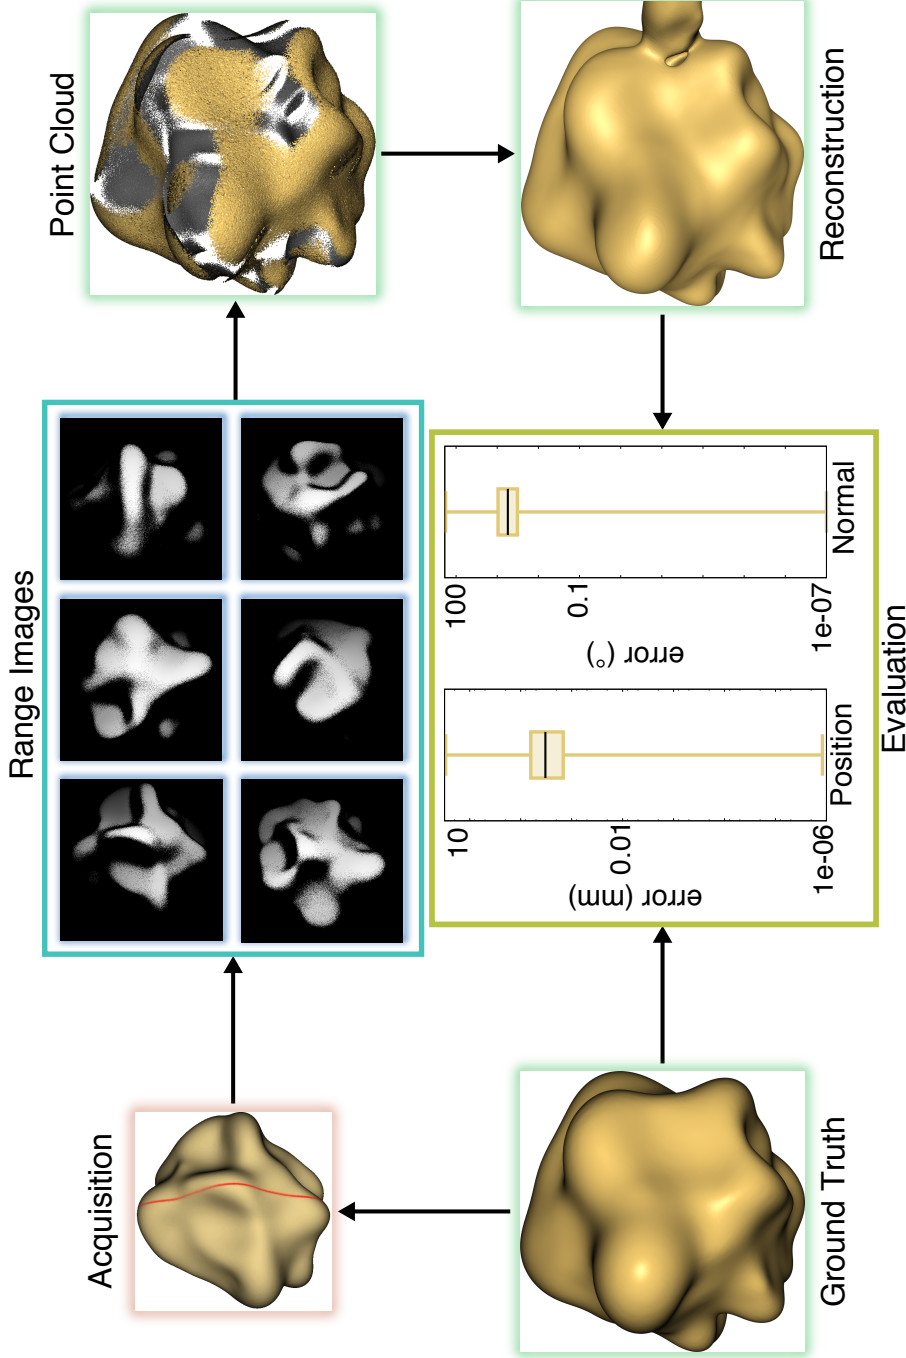 Acquisition
Range Images
Point Cloud
Ground Truth
Evaluation
Reconstruction
error (mm)
10
0.01
1e-06
Position
error (°)
100
0.1
1e-07
Normal